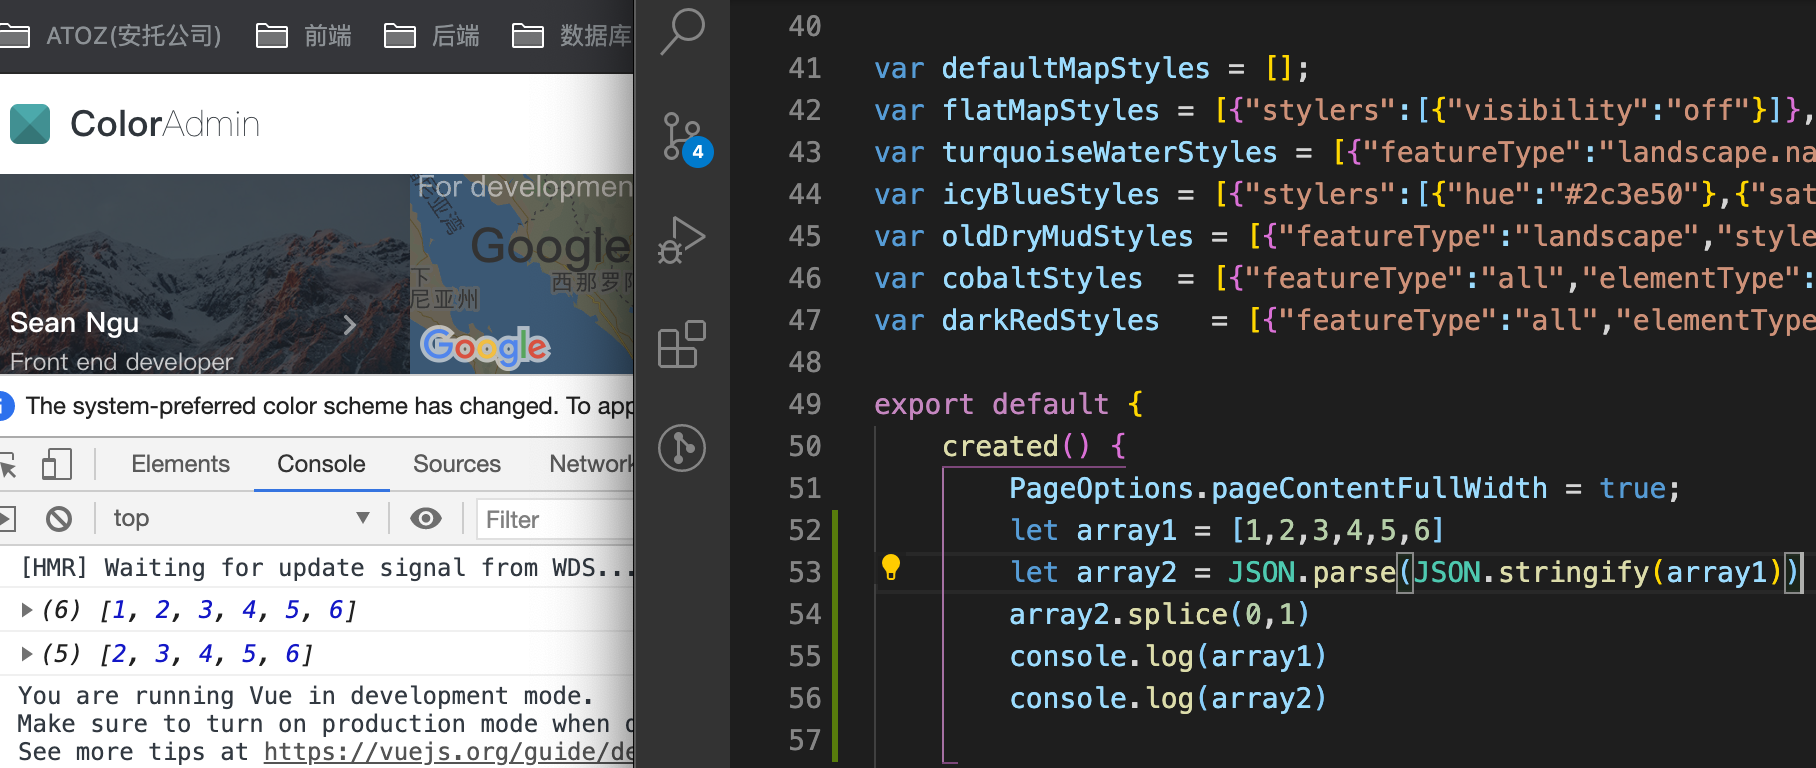 ATOZ(安托公司) 前端 后端 数据库
ColorAdmin
For developmen
Google
尼亚湾
下
尼亚州
西那罗阵
Google
Sean Ngu
Front end developer
The system-preferred color scheme has changed. To app
Elements Console Sources Network
top Filter
[HMR] Waiting for update signal from WDS...
(6) [1, 2, 3, 4, 5, 6]
(5) [2, 3, 4, 5, 6]
You are running Vue in development mode.
Make sure to turn on production mode when
See more tips at https://vuejs.org/guide/de
4
40
41 var defaultMapStyles = [];
42 var flatMapStyles = [{"stylers":[{"visibility":"off"}]},
43 var turquoiseWaterStyles = [{"featureType":"landscape.na
44 var icyBlueStyles = [{"stylers":[{"hue":"#2c3e50"},{"sat
45 var oldDryMudStyles = [{"featureType":"landscape","style
46 var cobaltStyles  = [{"featureType":"all","elementType":
47 var darkRedStyles   = [{"featureType":"all","elementType
48
49 export default {
50 created() {
51 PageOptions.pageContentFullWidth = true;
52 let array1 = [1,2,3,4,5,6]
53 let array2 = JSON.parse(JSON.stringify(array1))
54 array2.splice(0,1)
55 console.log(array1)
56 console.log(array2)
57